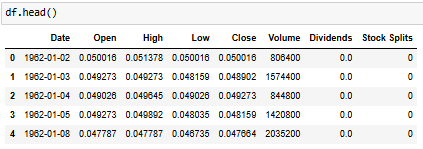 df.head()
Date Open High Low Close Volume Dividends Stock Splits
0 1962-01-02 0.050016 0.051378 0.050016 0.050016 806400 0.0 0
1 1962-01-03 0.049273 0.049273 0.048159 0.048902 1574400 0.0 0
2 1962-01-04 0.049026 0.049645 0.049026 0.049273 844800 0.0 0
3 1962-01-05 0.049273 0.049892 0.048035 0.048159 1420800 0.0 0
4 1962-01-08 0.047787 0.047787 0.046735 0.047664 2035200 0.0 0